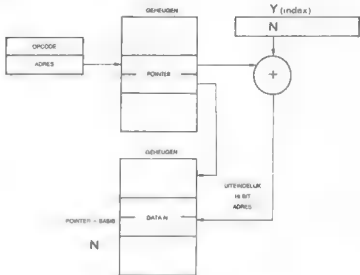 GEHEUGEN
Y (index)
N
OPCODE
ADRES
POINTER
+
GEHEUGEN
UITEINDELIJK
16 BIT
ADRES
POINTER = BASIS
DATA N
N